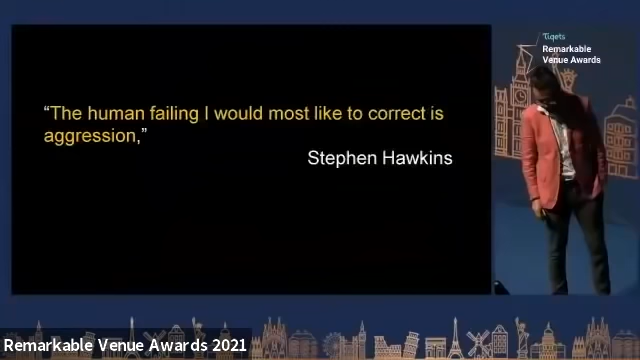 “The human failing I would most like to correct is
aggression,”
Stephen Hawkins
Tiqets
Remarkable
Venue Awards
Remarkable Venue Awards 2021